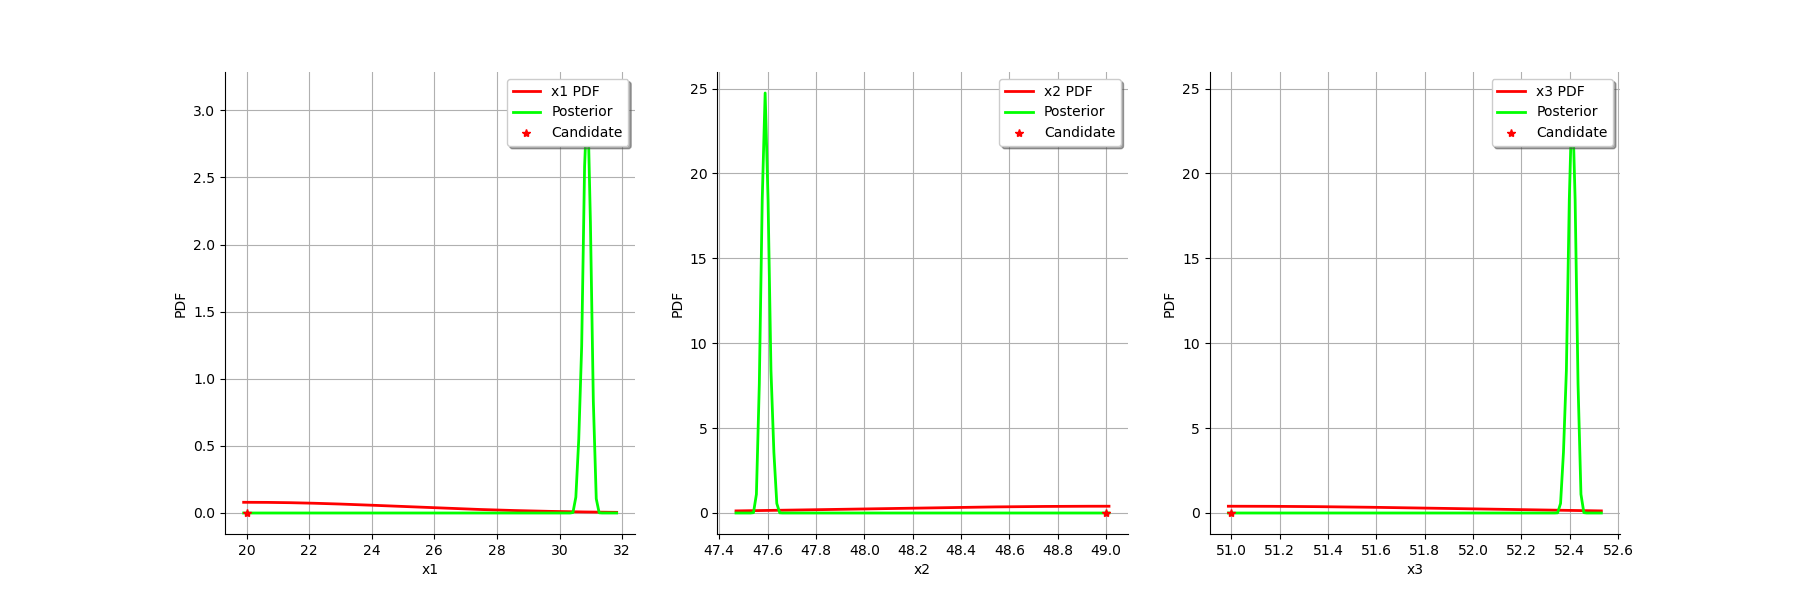 x1 PDF
Posterior
Candidate
3.0
2.5
2.0
1.5
1.0
0.5
0.0
PDF
20 22 24 26 28 30 32
x1
x2 PDF
Posterior
Candidate
25
20
15
10
5
0
PDF
47.4 47.6 47.8 48.0 48.2 48.4 48.6 48.8 49.0
x2
x3 PDF
Posterior
Candidate
25
20
15
10
5
0
PDF
51.0 51.2 51.4 51.6 51.8 52.0 52.2 52.4 52.6
x3